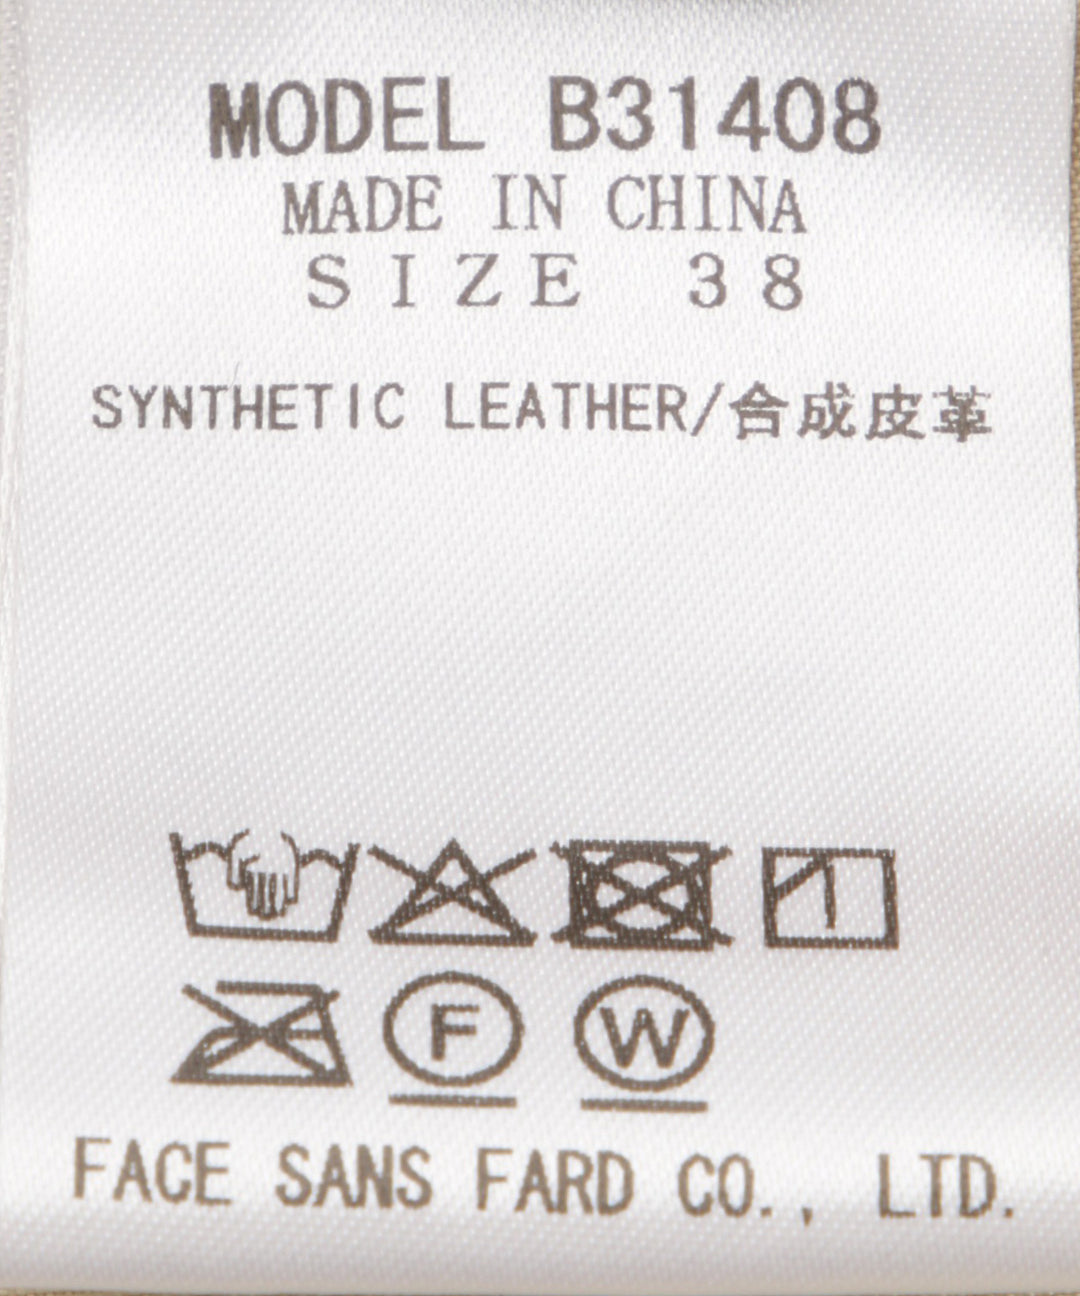 MODEL B31408
MADE IN CHINA
SIZE 38
SYNTHETIC LEATHER/合成皮革
F W
FACE SANS FARD CO., LTD.